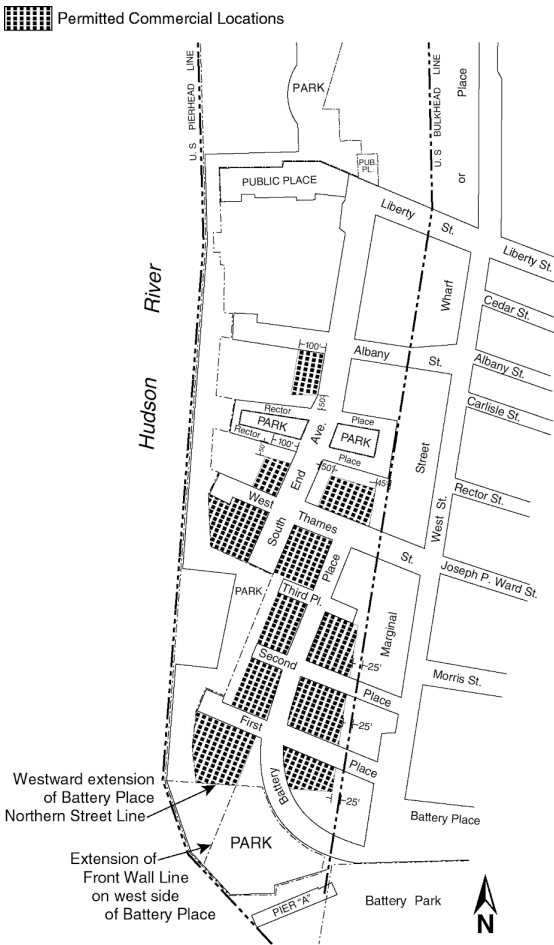 Permitted Commercial Locations
U.S PIERHEAD LINE
PARK
U.S BULKHEAD LINE
Place
or
PUB.
PL.
PUBLIC PLACE
Liberty St.
Liberty St.
Hudson River
Wharf
Cedar St.
100'
Albany St.
Albany St.
50'
Carlisle St.
Rector Place
PARK
PARK
Ave.
Rector Place
50'
100'
50'
45'
End
Street
West St.
Rector St.
West Thames St.
South
Joseph P. Ward St.
PARK
Place
Third Pl.
Marginal
25'
Second Place
Morris St.
25'
First Place
Battery
25'
Westward extension
of Battery Place
Northern Street Line
Battery Place
PARK
Extension of
Front Wall Line
on west side
of Battery Place
PIER "A"
Battery Park
N